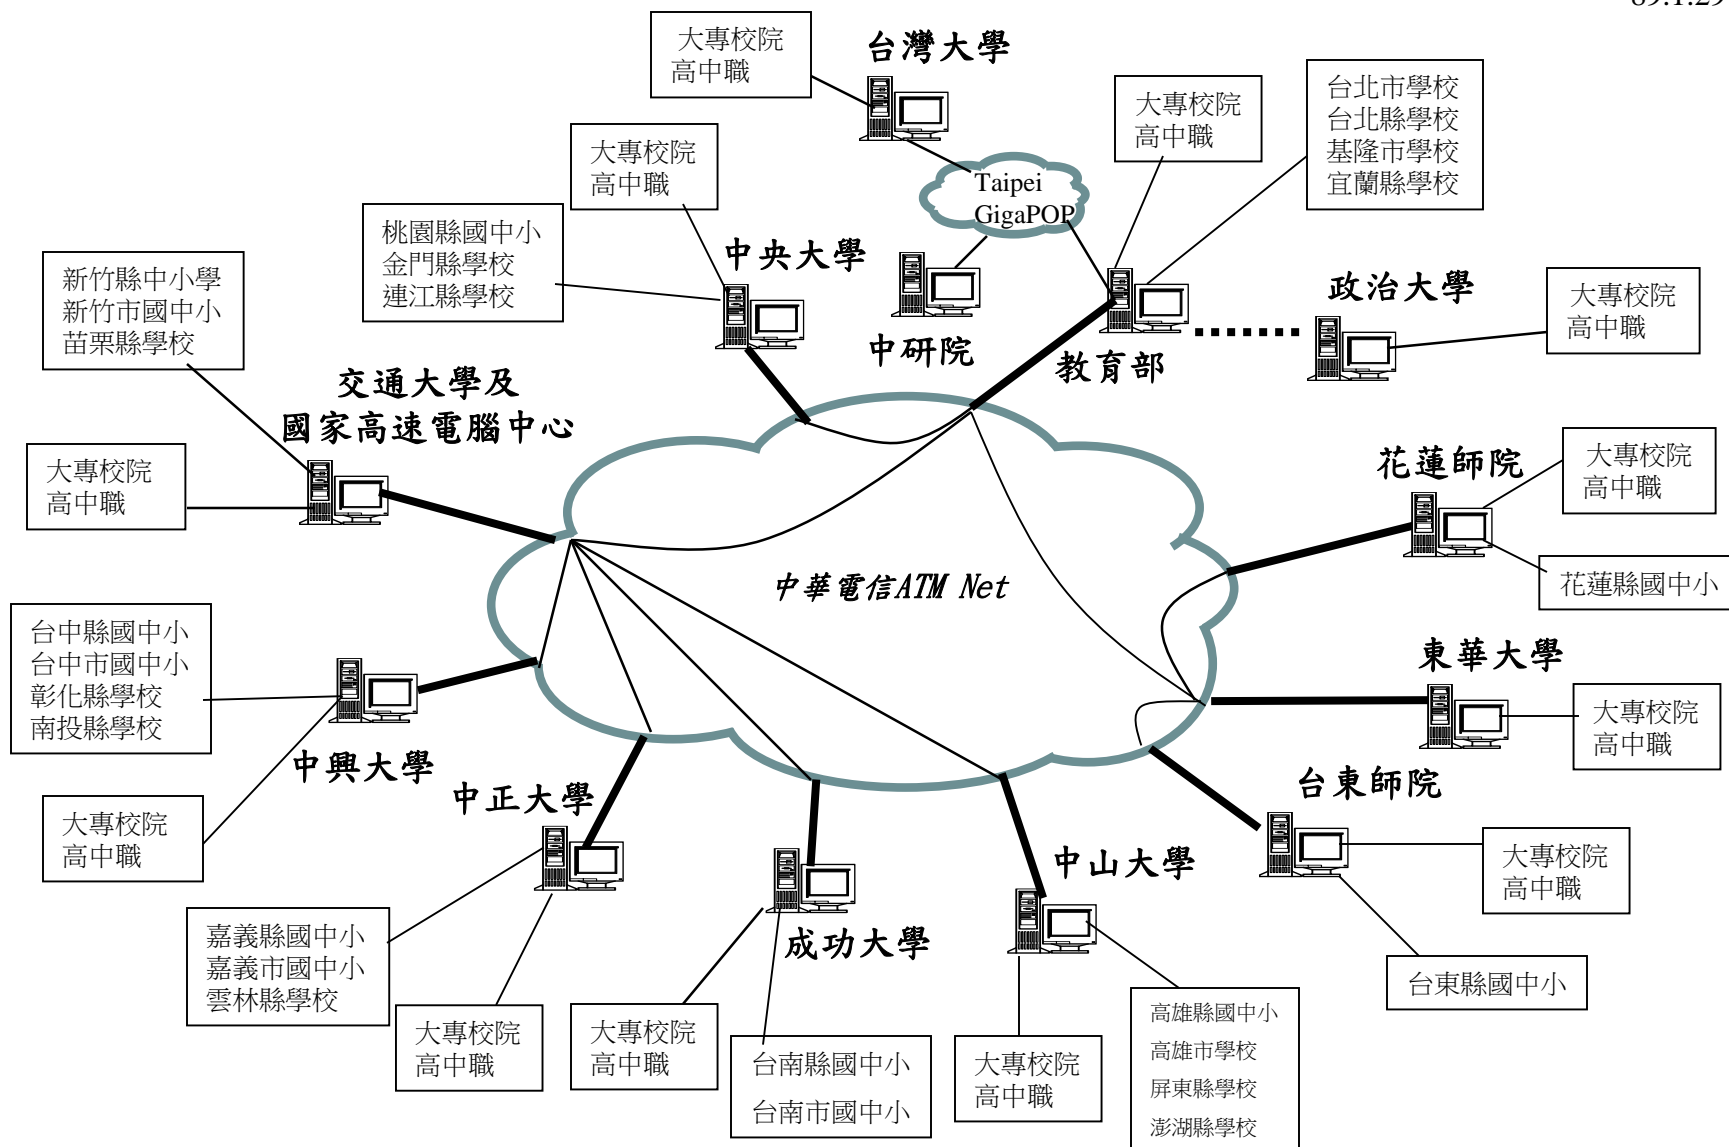 89.1.29
大專校院
高中職
台灣大學
大專校院
高中職
台北市學校
台北縣學校
基隆市學校
宜蘭縣學校
大專校院
高中職
Taipei
GigaPOP
桃園縣國中小
金門縣學校
連江縣學校
中央大學
新竹縣中小學
新竹市國中小
苗栗縣學校
政治大學
大專校院
高中職
中研院
教育部
交通大學及
國家高速電腦中心
大專校院
高中職
花蓮師院
大專校院
高中職
中華電信ATM Net
花蓮縣國中小
台中縣國中小
台中市國中小
彰化縣學校
南投縣學校
東華大學
大專校院
高中職
中興大學
中正大學
台東師院
大專校院
高中職
中山大學
大專校院
高中職
嘉義縣國中小
嘉義市國中小
雲林縣學校
成功大學
台東縣國中小
大專校院
高中職
大專校院
高中職
台南縣國中小
台南市國中小
大專校院
高中職
高雄縣國中小
高雄市學校
屏東縣學校
澎湖縣學校